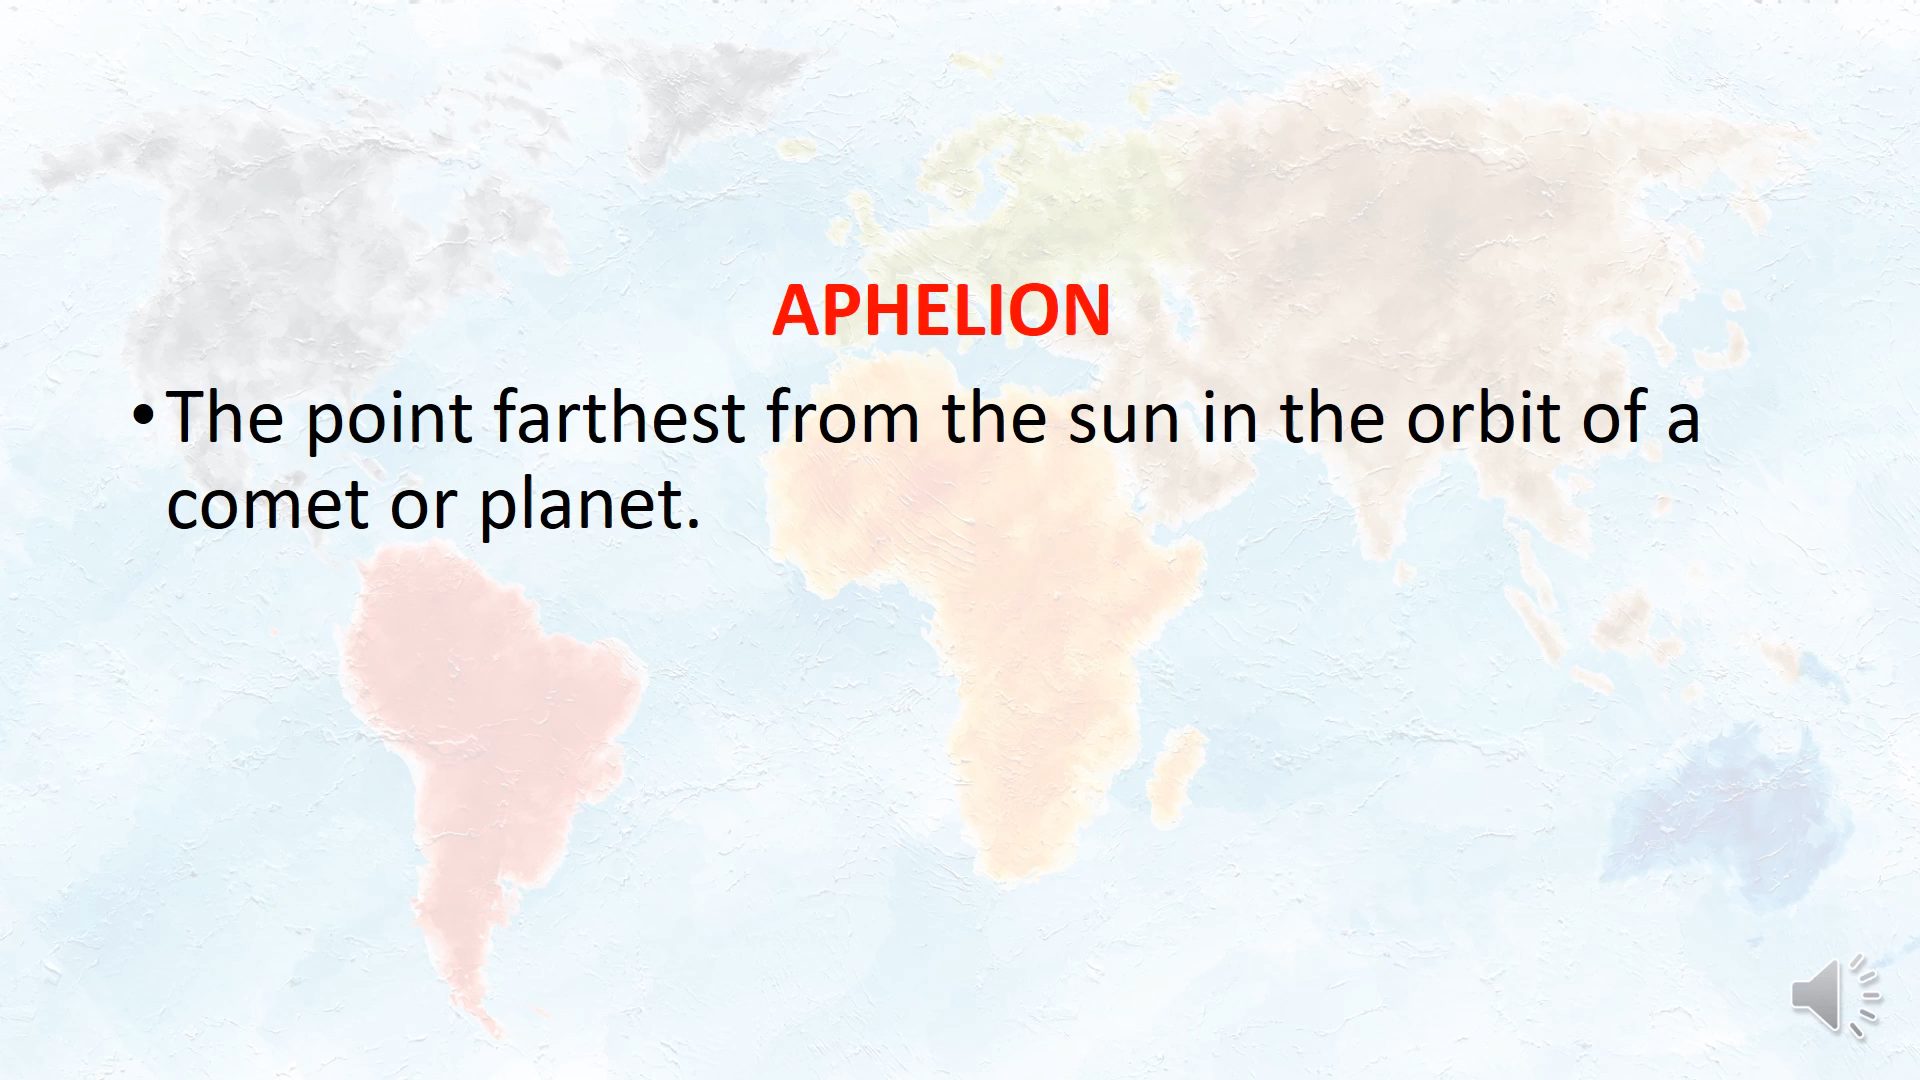 APHELION
• The point farthest from the sun in the orbit of a
comet or planet.